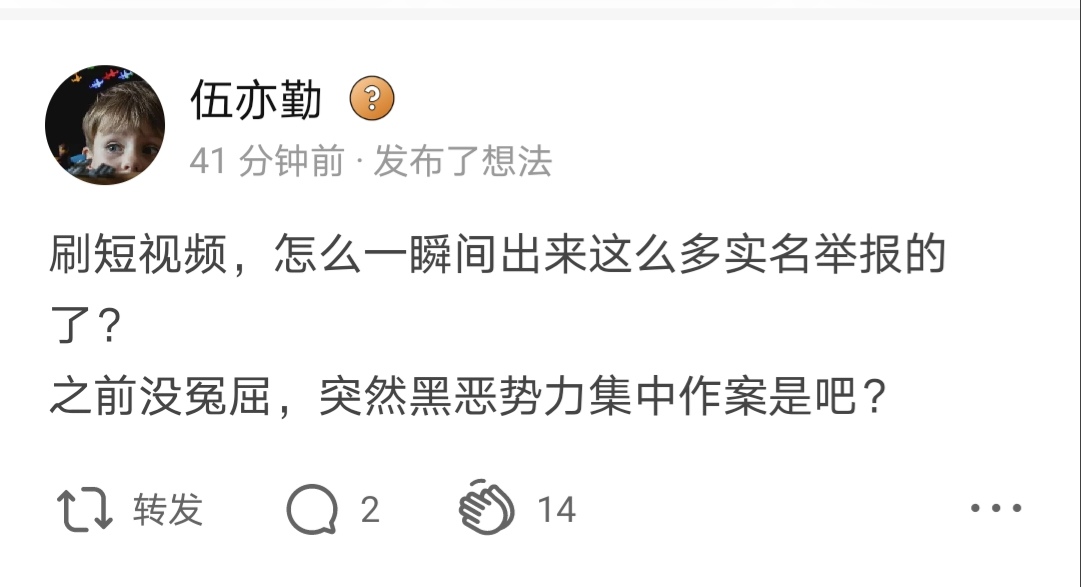 伍亦勤
41 分钟前 · 发布了想法
刷短视频，怎么一瞬间出来这么多实名举报的
了？
之前没冤屈，突然黑恶势力集中作案是吧？
转发 2 14